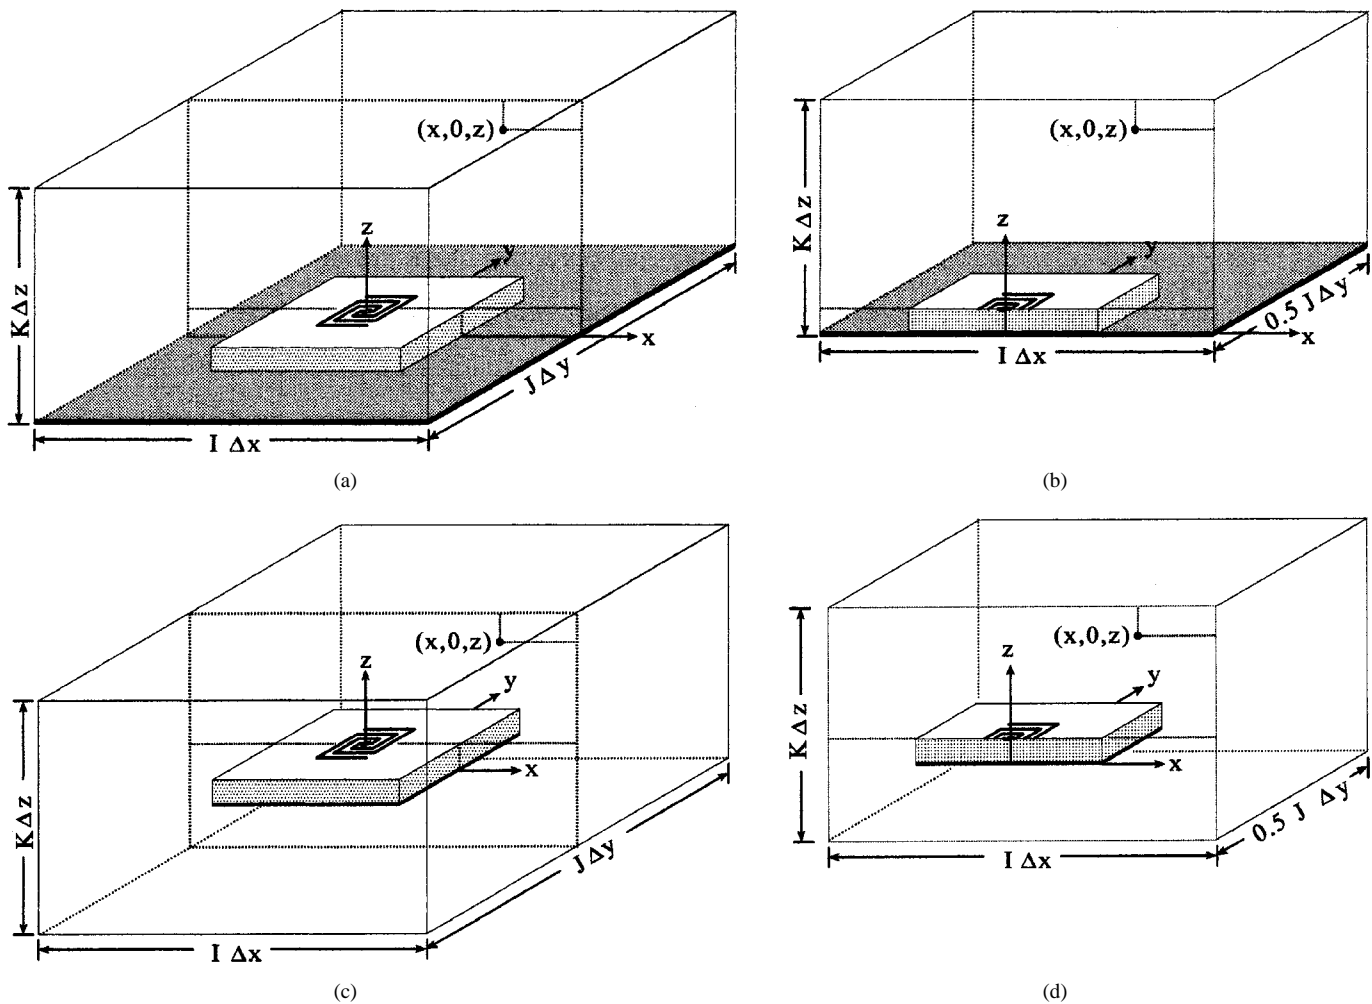 (x,0,z)
z
y
x
K Δz
J Δy
I Δx
(a)
(x,0,z)
z
y
x
K Δz
0.5 J Δy
I Δx
(b)
(x,0,z)
z
y
x
K Δz
J Δy
I Δx
(c)
(x,0,z)
z
y
x
K Δz
0.5 J Δy
I Δx
(d)